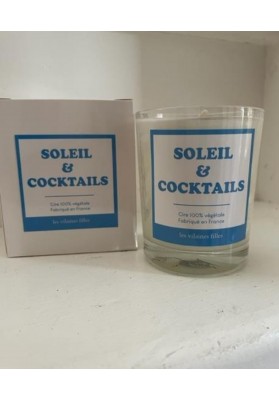 SOLEIL
&
COCKTAILS
Cire 100% végétale
Fabriqué en France
SOLEIL
&
COCKTAILS
Cire 100% végétale
Fabriqué en France